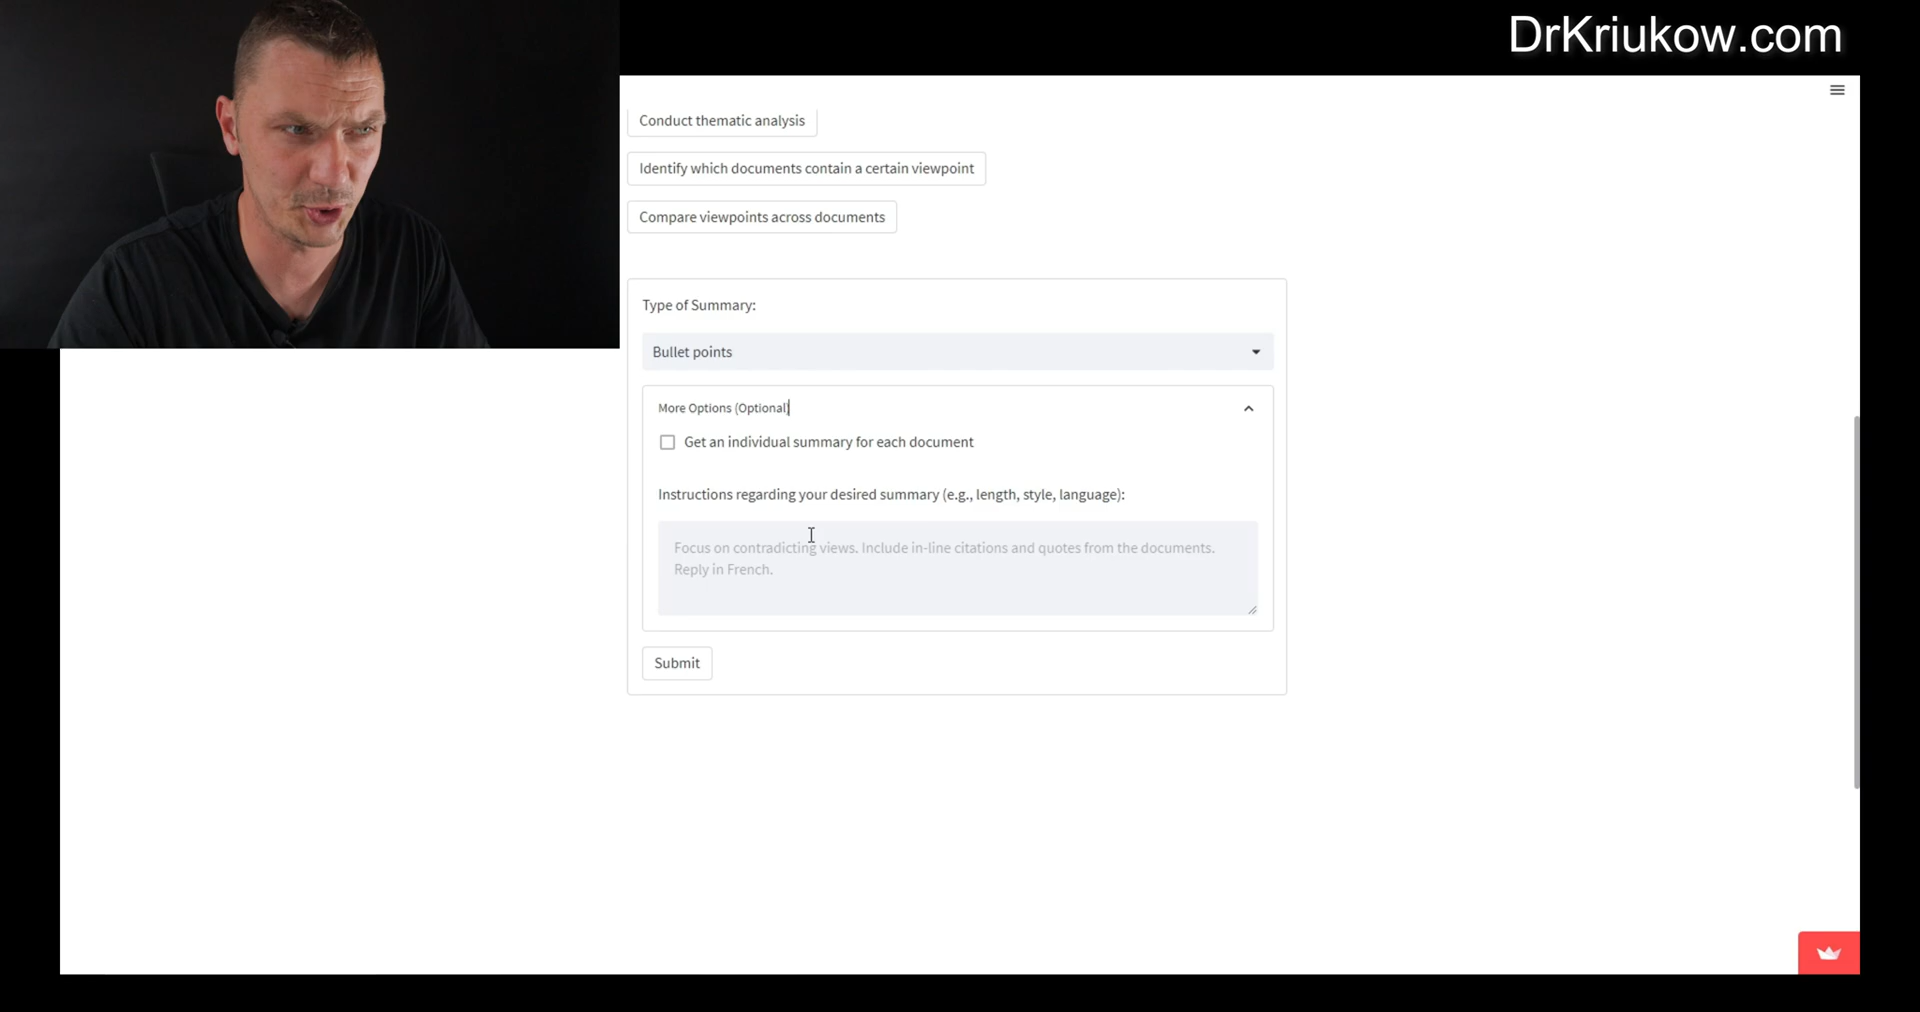 DrKriukow.com
Conduct thematic analysis
Identify which documents contain a certain viewpoint
Compare viewpoints across documents
Type of Summary:
Bullet points
More Options (Optional)
Get an individual summary for each document
Instructions regarding your desired summary (e.g., length, style, language):
Focus on contradicting views. Include in-line citations and quotes from the documents.
Reply in French.
Submit